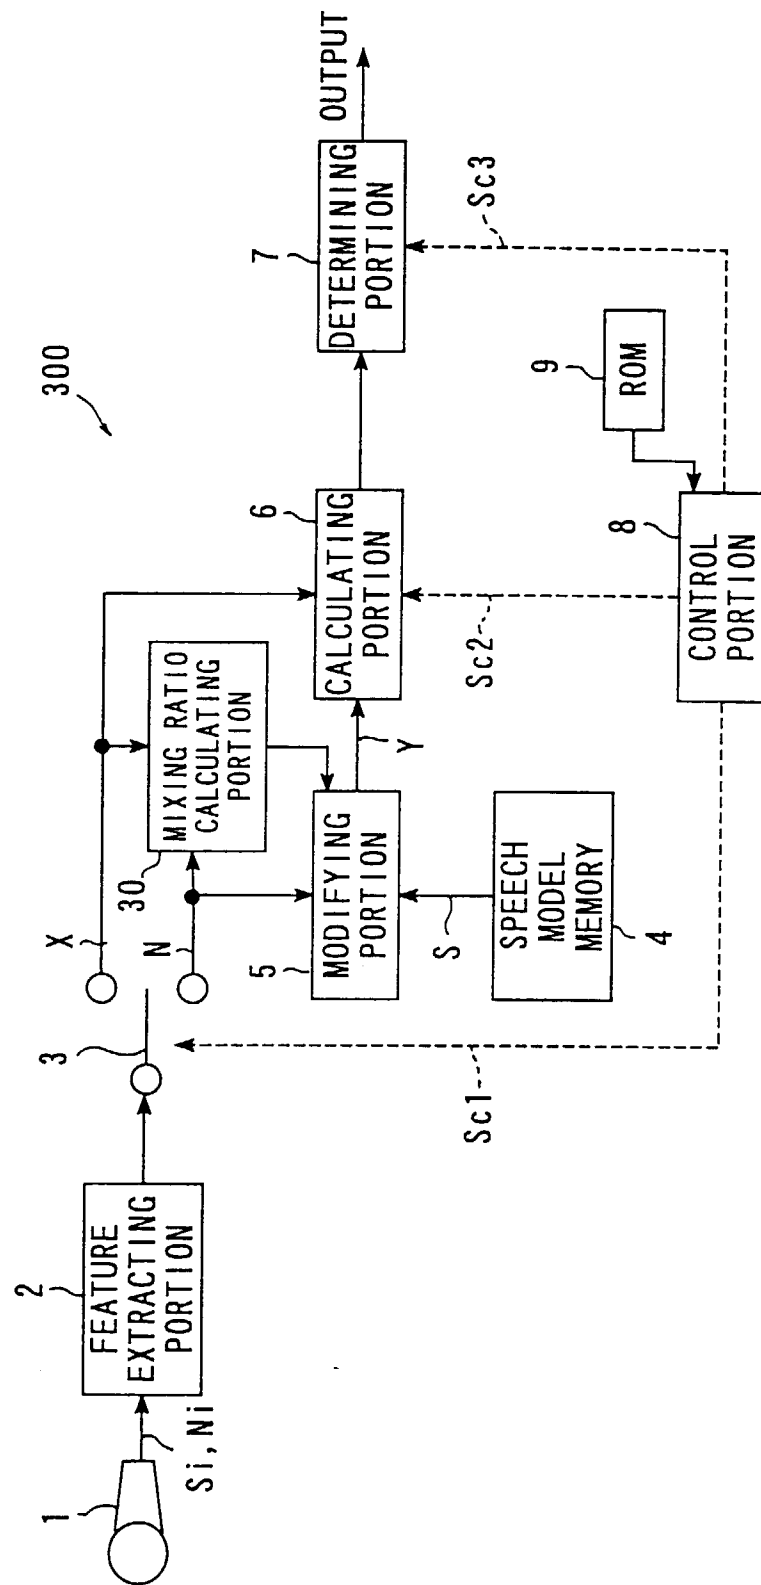 300
1
Si,Ni
2
FEATURE
EXTRACTING
PORTION
3
X
N
30
MIXING RATIO
CALCULATING
PORTION
5
MODIFYING
PORTION
S
SPEECH
MODEL
MEMORY
4
Y
6
CALCULATING
PORTION
7
DETERMINING
PORTION
OUTPUT
Sc1
Sc2
Sc3
8
CONTROL
PORTION
9
ROM